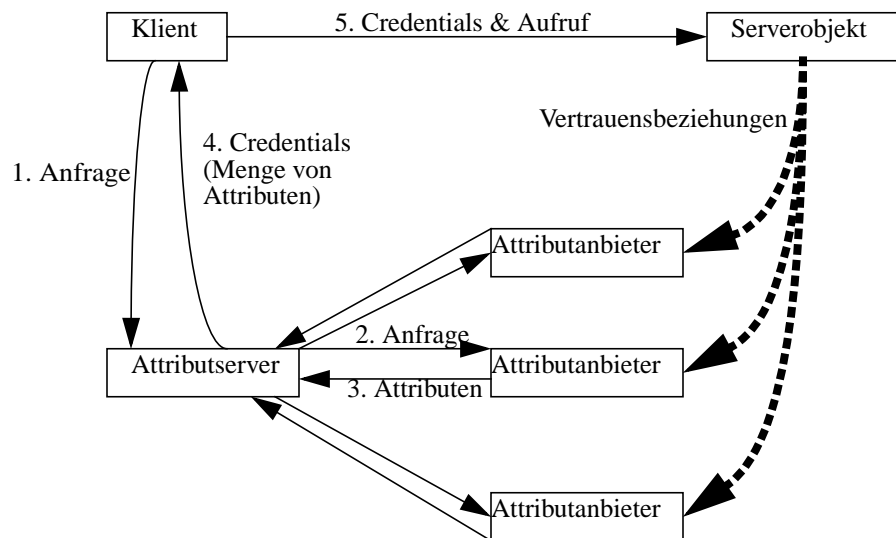 Klient
5. Credentials & Aufruf
Serverobjekt
Vertrauensbeziehungen
1. Anfrage
4. Credentials
(Menge von
Attributen)
Attributanbieter
2. Anfrage
Attributserver
Attributanbieter
3. Attributen
Attributanbieter